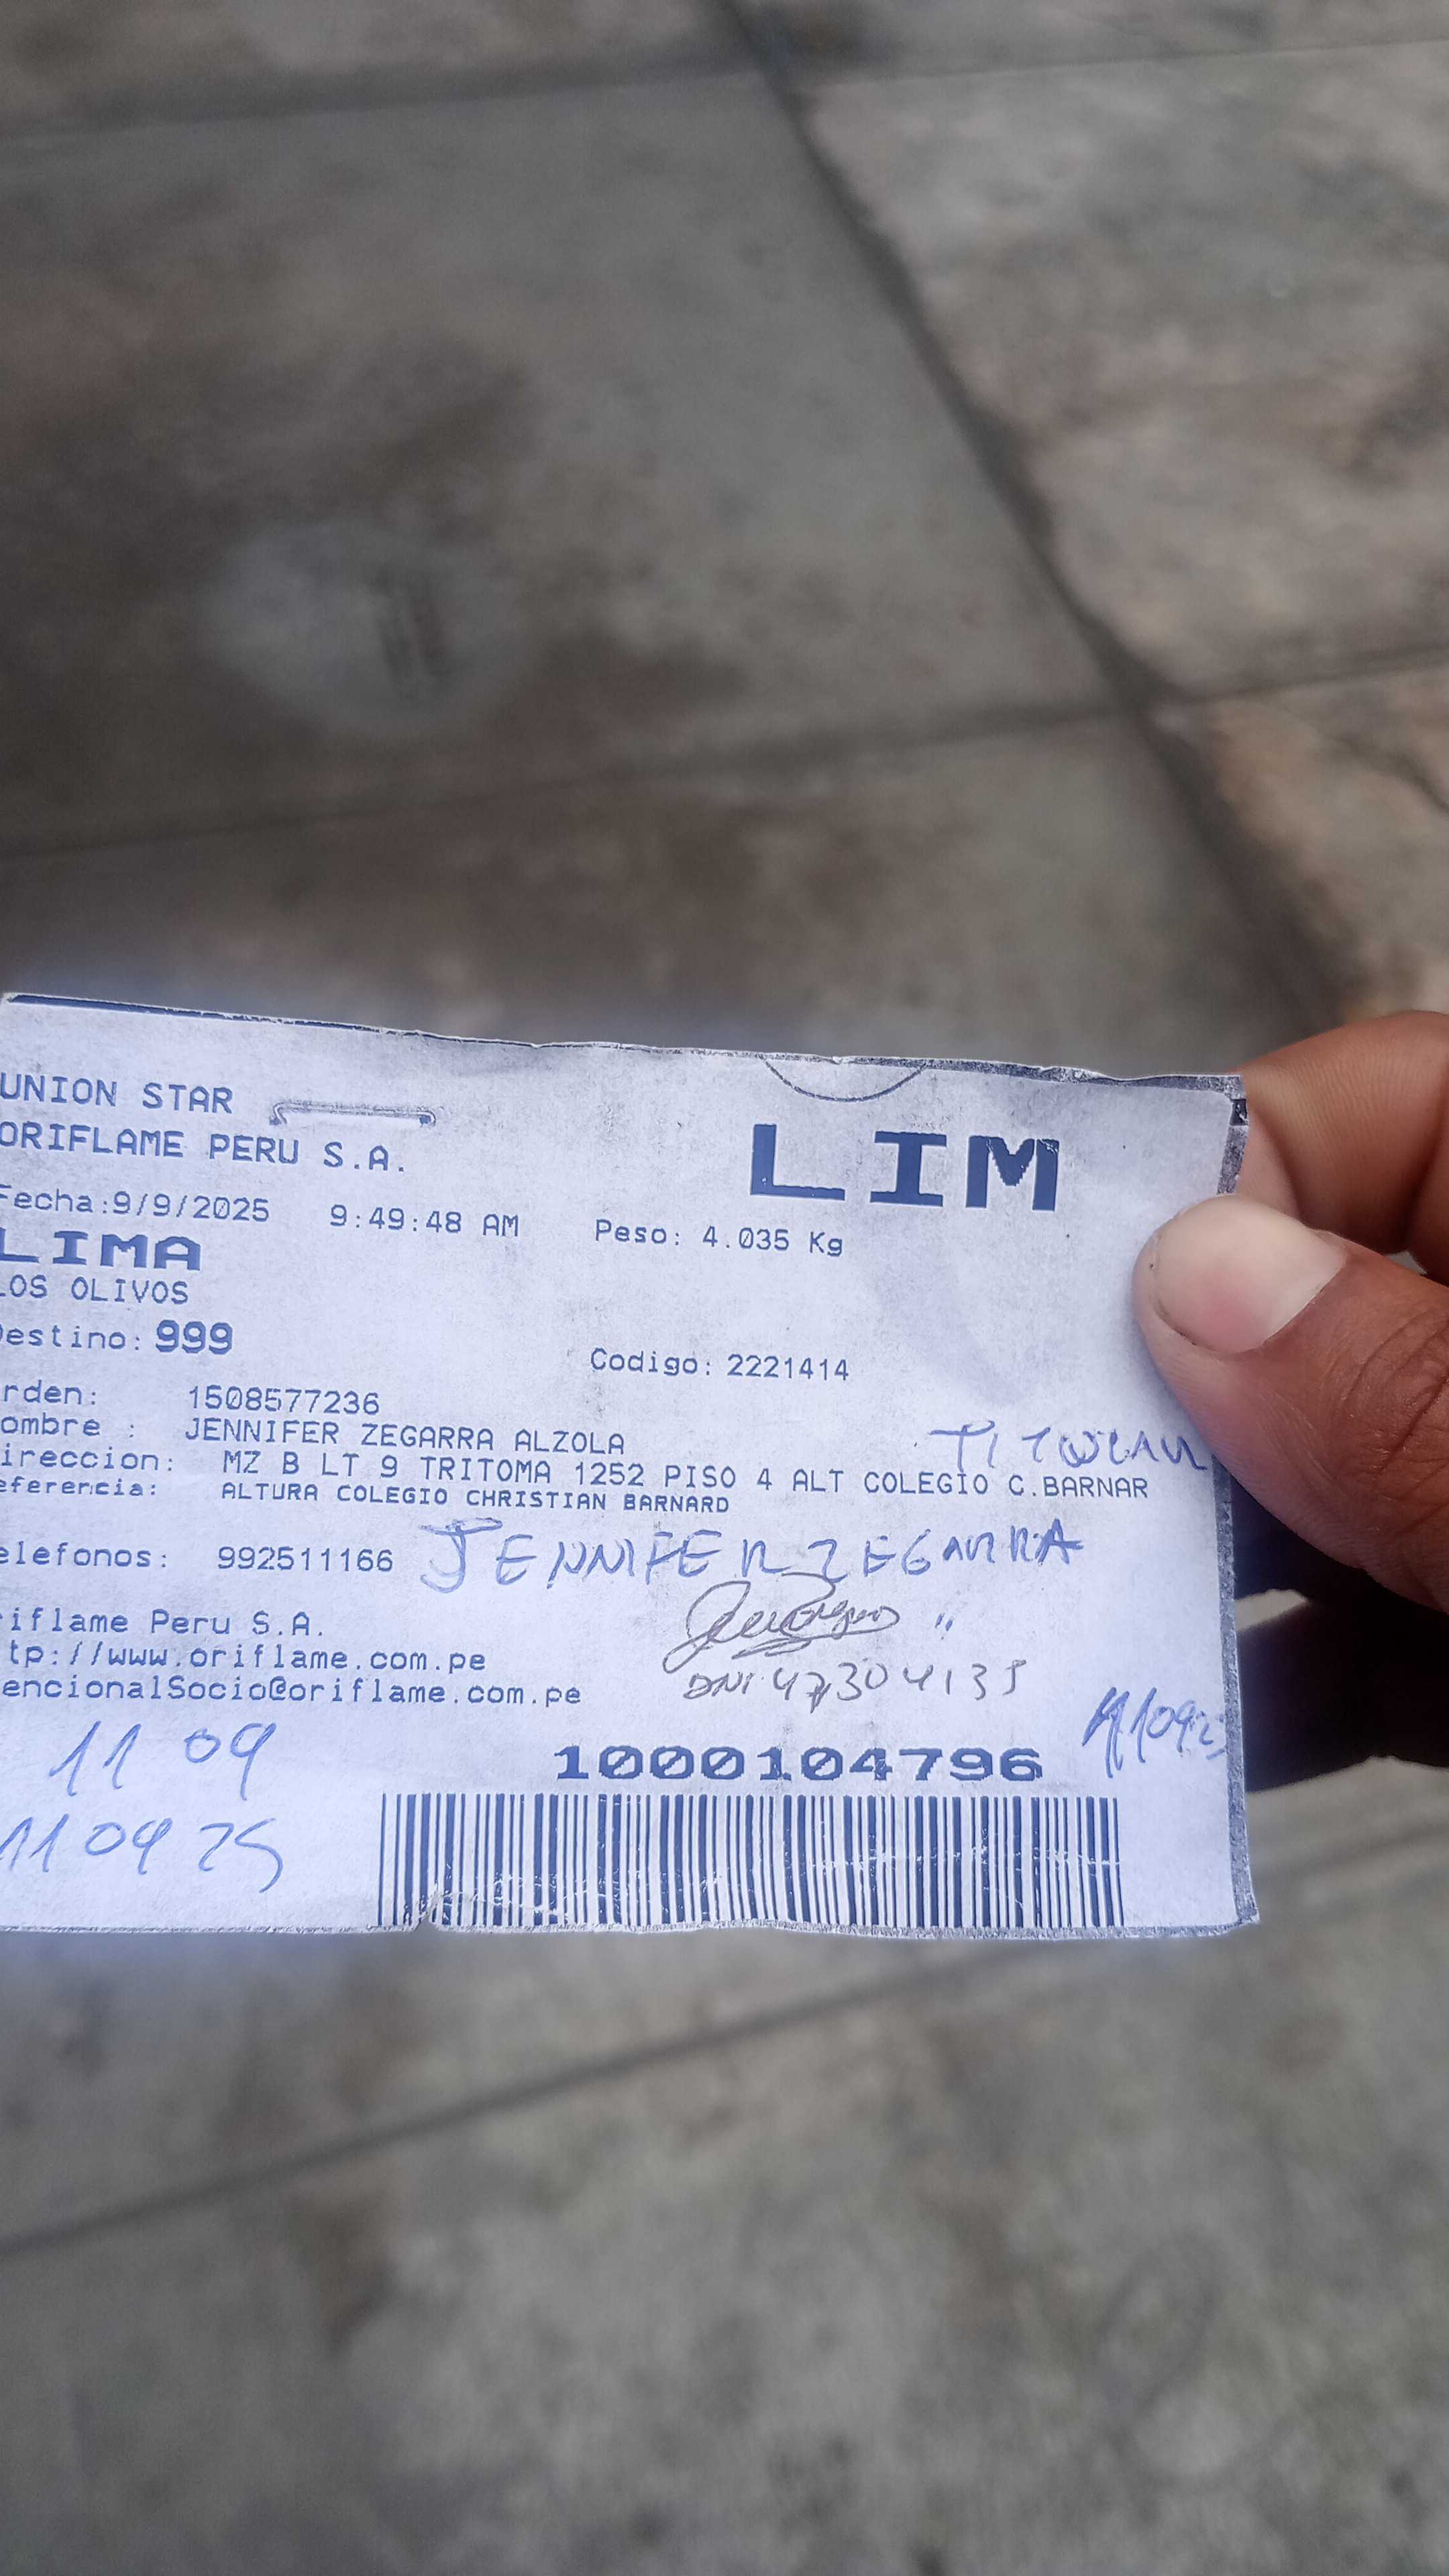 UNION STAR
ORIFLAME PERU S.A.
LIM
Fecha:9/9/2025 9:49:48 AM Peso: 4.035 Kg
LIMA
LOS OLIVOS
Destino: 999
Codigo: 2221414
rden: 1508577236
ombre : JENNIFER ZEGARRA ALZOLA
TITULAR
ireccion: MZ B LT 9 TRITOMA 1252 PISO 4 ALT COLEGIO C.BARNAR
eferencia: ALTURA COLEGIO CHRISTIAN BARNARD
elefonos: 992511166
JENNIFER ZEGARRA
riflame Peru S.A.
tp://www.oriflame.com.pe
encionalSocio@oriflame.com.pe
DNI 47304135
11 09
110925
1000104796
110925